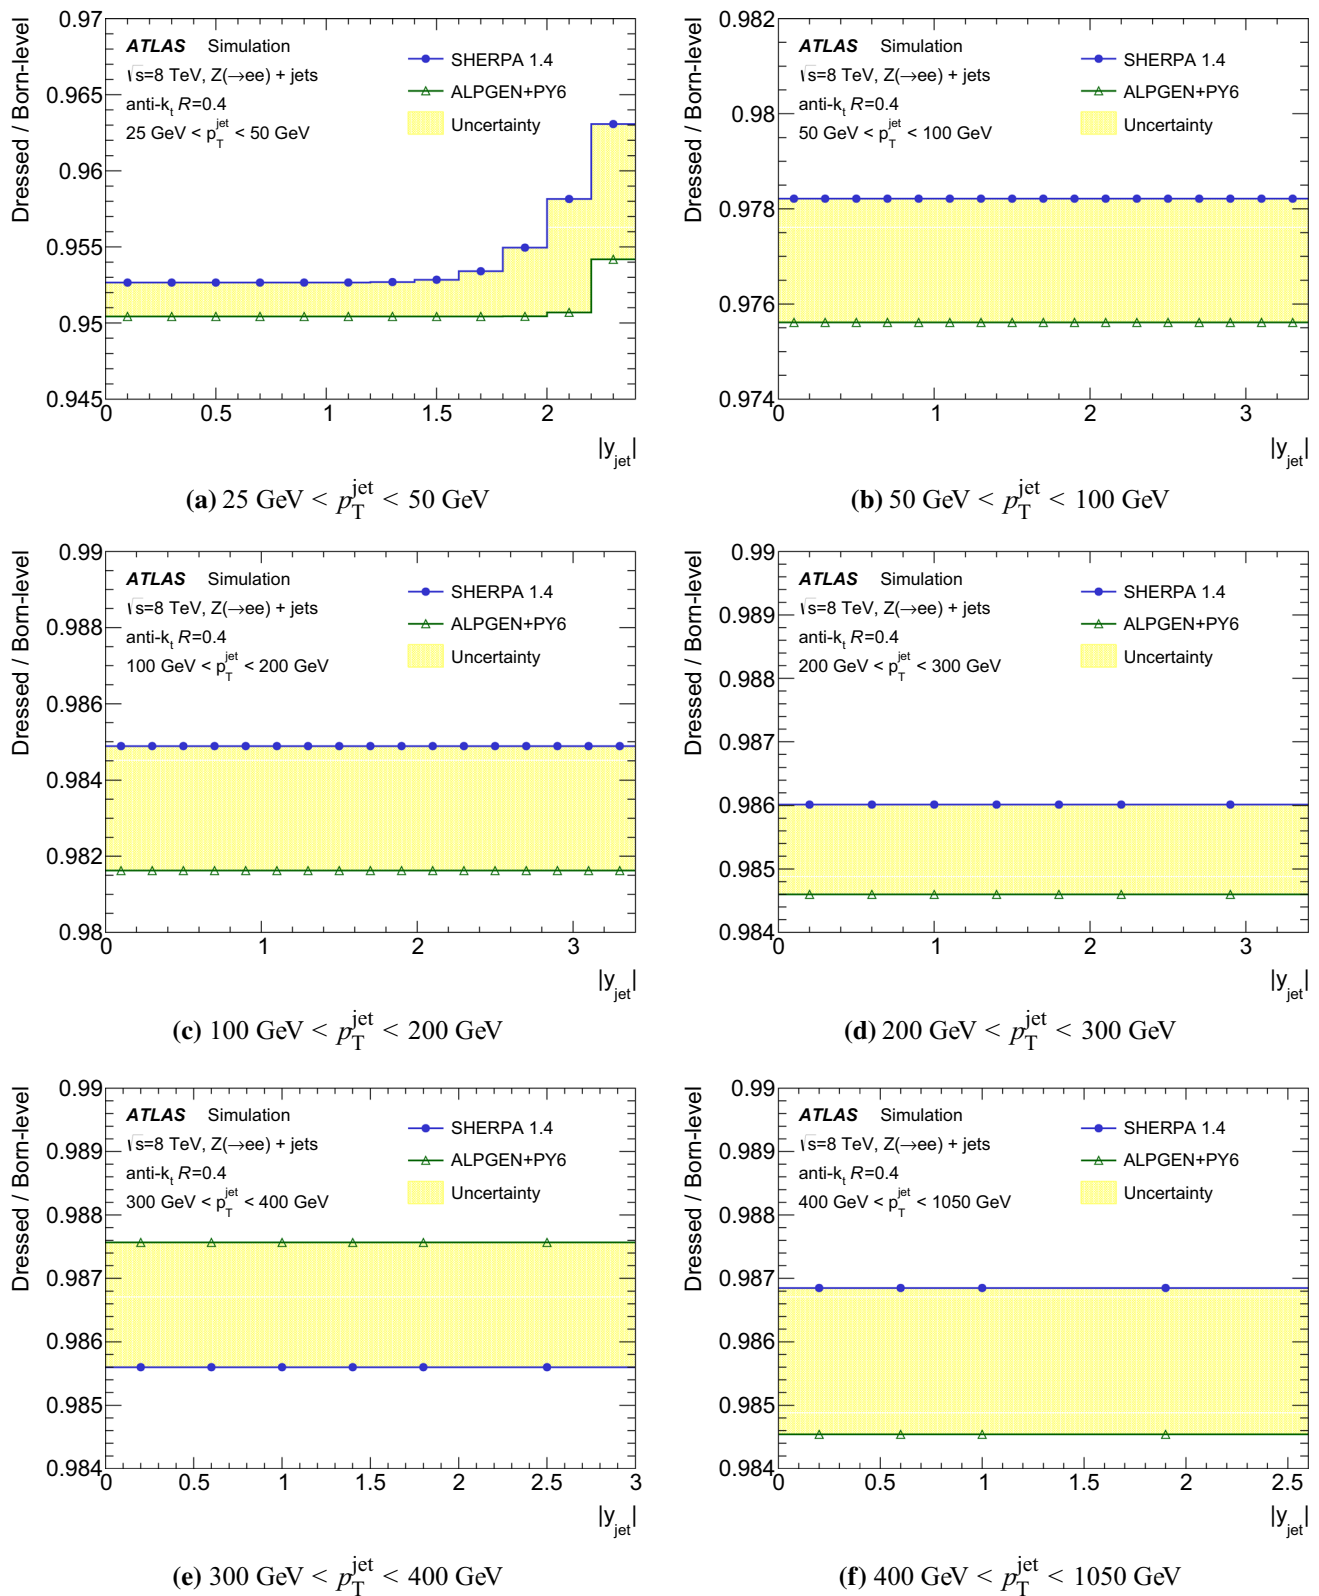 Dressed / Born-level
0.97
0.965
0.96
0.955
0.95
0.945
ATLAS Simulation
√s=8 TeV, Z(→ee) + jets
anti-kt R=0.4
25 GeV < pTjet < 50 GeV
SHERPA 1.4
ALPGEN+PY6
Uncertainty
0 0.5 1 1.5 2
|yjet|
(a) 25 GeV < pTjet < 50 GeV
Dressed / Born-level
0.982
0.98
0.978
0.976
0.974
ATLAS Simulation
√s=8 TeV, Z(→ee) + jets
anti-kt R=0.4
50 GeV < pTjet < 100 GeV
SHERPA 1.4
ALPGEN+PY6
Uncertainty
0 1 2 3
|yjet|
(b) 50 GeV < pTjet < 100 GeV
Dressed / Born-level
0.99
0.988
0.986
0.984
0.982
0.98
ATLAS Simulation
√s=8 TeV, Z(→ee) + jets
anti-kt R=0.4
100 GeV < pTjet < 200 GeV
SHERPA 1.4
ALPGEN+PY6
Uncertainty
0 1 2 3
|yjet|
(c) 100 GeV < pTjet < 200 GeV
Dressed / Born-level
0.99
0.989
0.988
0.987
0.986
0.985
0.984
ATLAS Simulation
√s=8 TeV, Z(→ee) + jets
anti-kt R=0.4
200 GeV < pTjet < 300 GeV
SHERPA 1.4
ALPGEN+PY6
Uncertainty
0 1 2 3
|yjet|
(d) 200 GeV < pTjet < 300 GeV
Dressed / Born-level
0.99
0.989
0.988
0.987
0.986
0.985
0.984
ATLAS Simulation
√s=8 TeV, Z(→ee) + jets
anti-kt R=0.4
300 GeV < pTjet < 400 GeV
SHERPA 1.4
ALPGEN+PY6
Uncertainty
0 0.5 1 1.5 2 2.5 3
|yjet|
(e) 300 GeV < pTjet < 400 GeV
Dressed / Born-level
0.99
0.989
0.988
0.987
0.986
0.985
0.984
ATLAS Simulation
√s=8 TeV, Z(→ee) + jets
anti-kt R=0.4
400 GeV < pTjet < 1050 GeV
SHERPA 1.4
ALPGEN+PY6
Uncertainty
0 0.5 1 1.5 2 2.5
|yjet|
(f) 400 GeV < pTjet < 1050 GeV